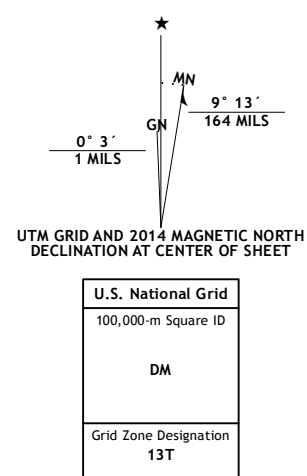 ★
MN
GN
9° 13´
164 MILS
0° 3´
1 MILS
UTM GRID AND 2014 MAGNETIC NORTH
DECLINATION AT CENTER OF SHEET
U.S. National Grid
100,000-m Square ID
DM
Grid Zone Designation
13T